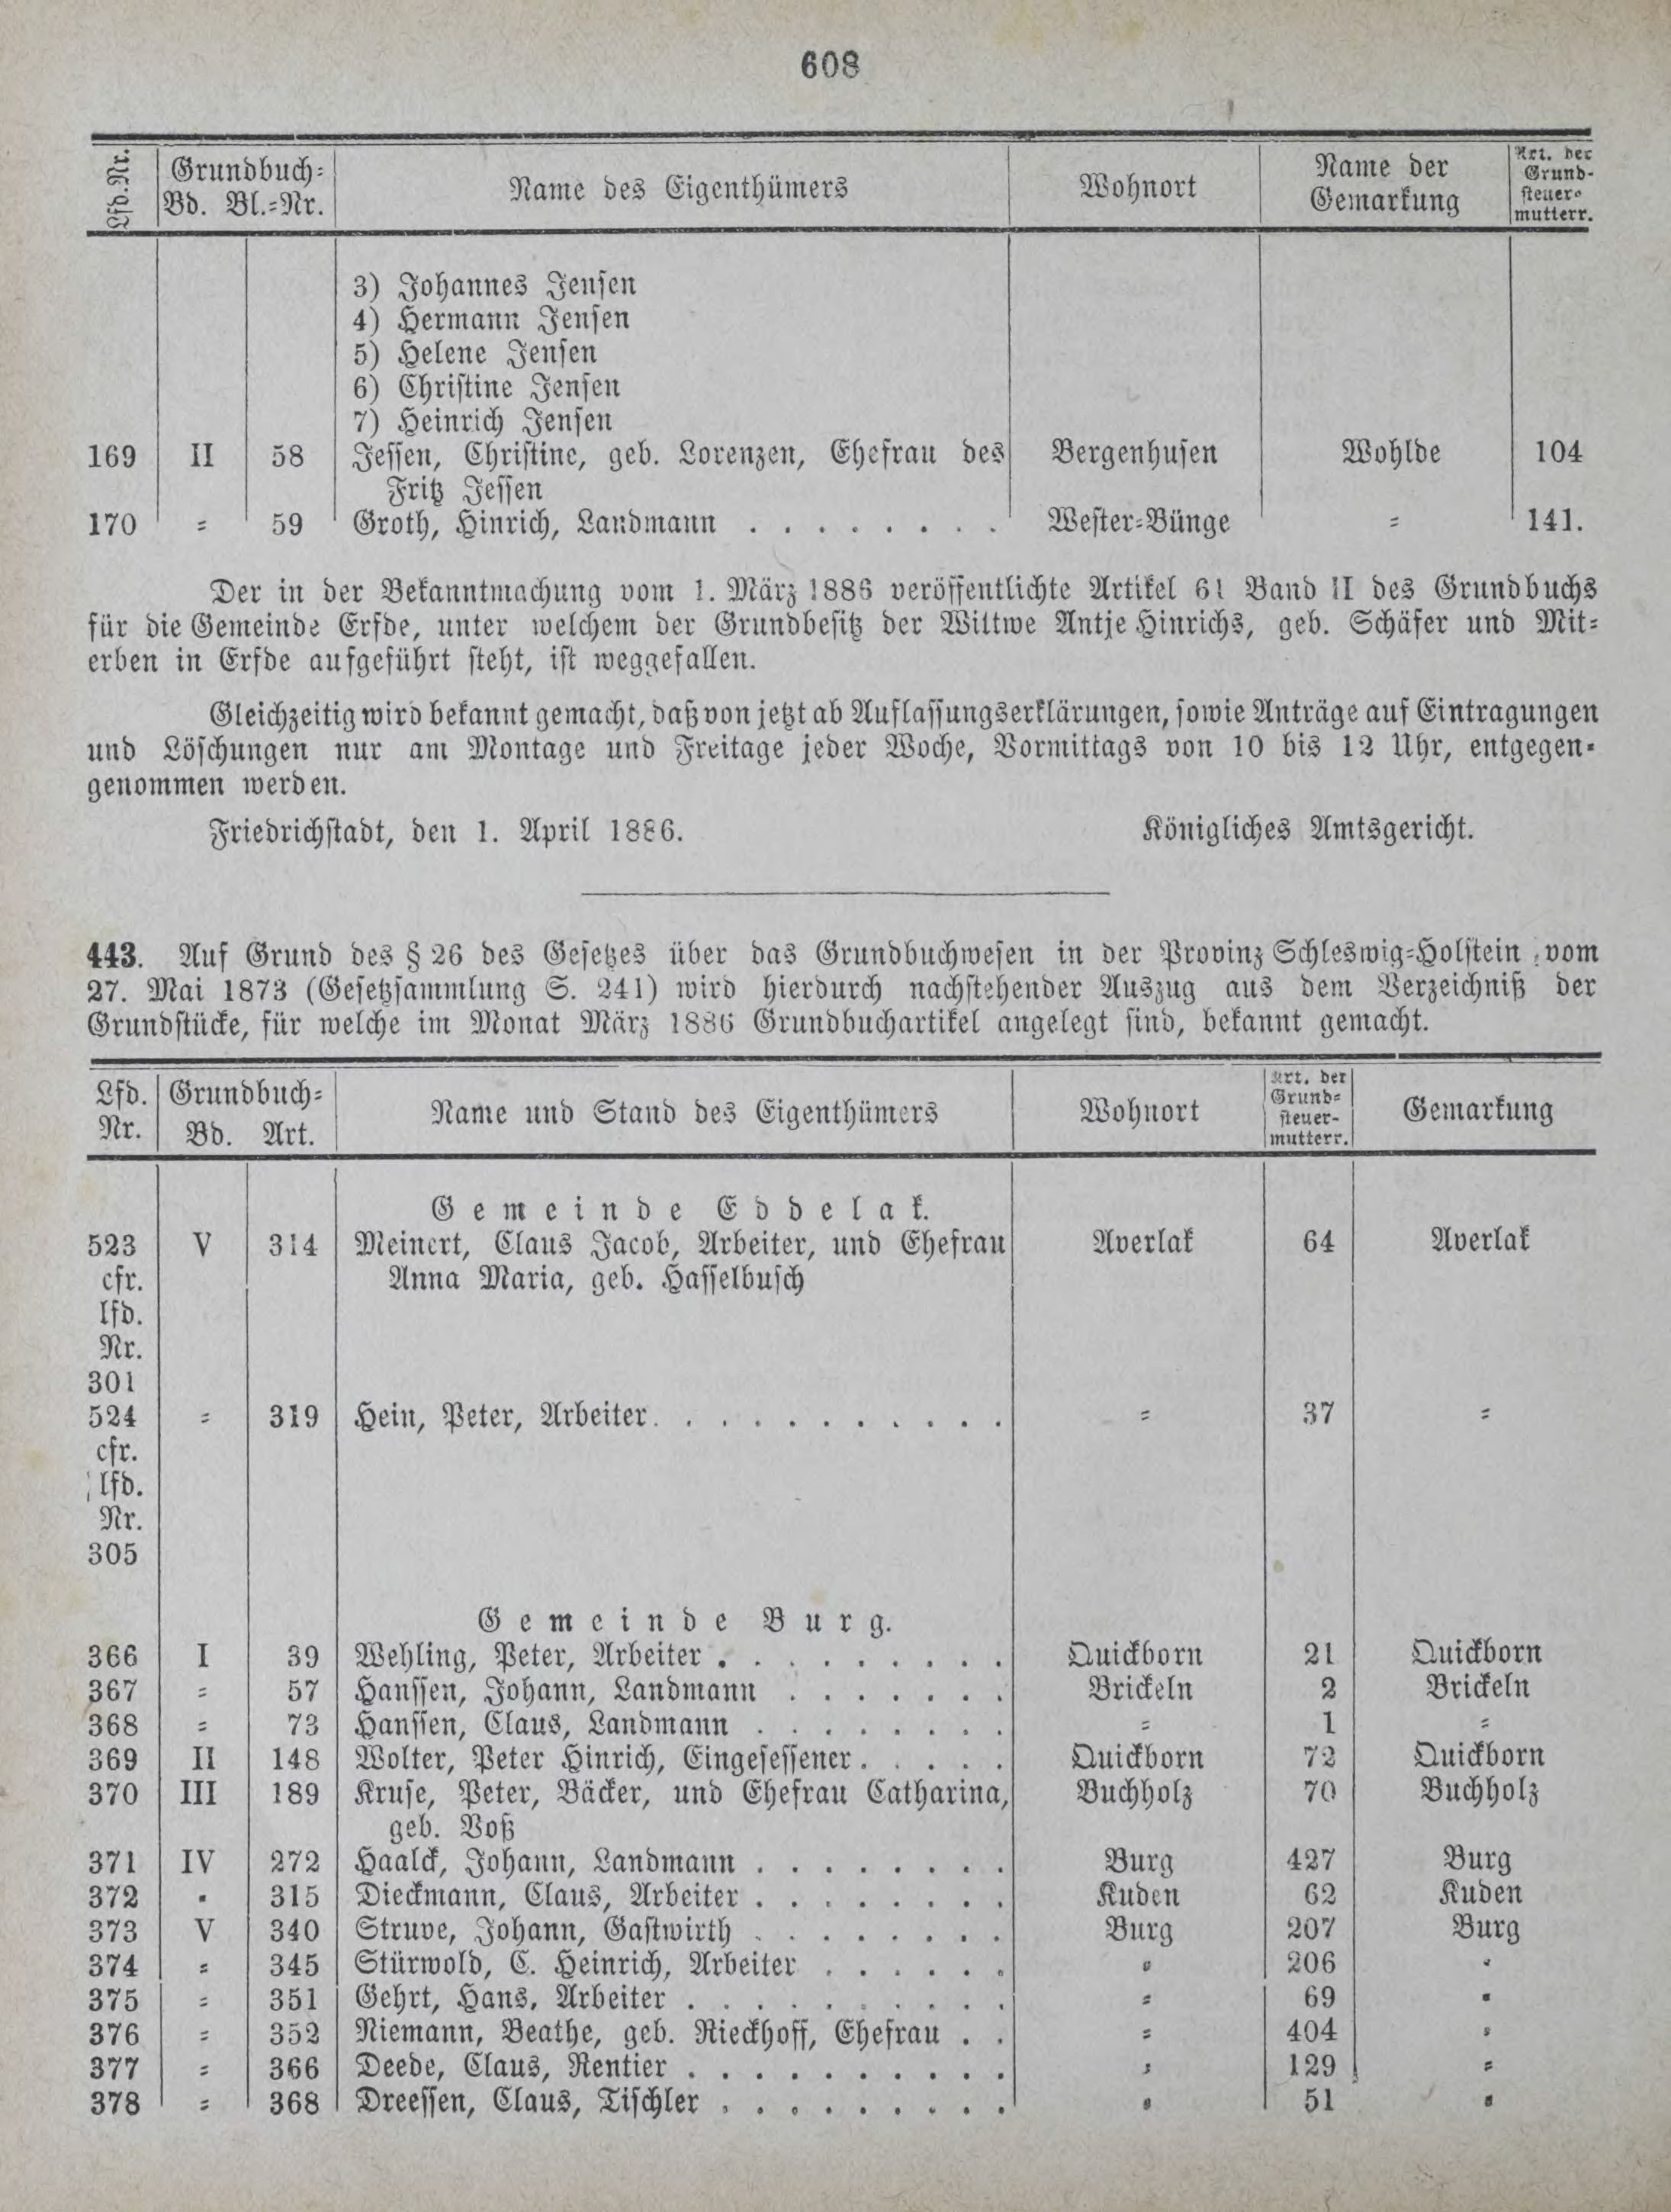 608
Lfd. Nr. Grundbuch= Bd. Bl.=Nr. Name des Eigenthümers Wohnort Name der Gemarkung Art. der Grund- steuer- mutterr.
3) Johannes Jensen
4) Hermann Jensen
5) Helene Jensen
6) Christine Jensen
7) Heinrich Jensen
169 II 58 Jessen, Christine, geb. Lorenzen, Ehefrau des Bergenhusen Wohlde 104
Fritz Jessen
170 = 59 Groth, Hinrich, Landmann . . . . . . . . Wester=Bünge = 141.
Der in der Bekanntmachung vom 1. März 1886 veröffentlichte Artikel 61 Band II des Grundbuchs
für die Gemeinde Erfde, unter welchem der Grundbesitz der Wittwe Antje Hinrichs, geb. Schäfer und Mit=
erben in Erfde aufgeführt steht, ist weggefallen.
Gleichzeitig wird bekannt gemacht, daß von jetzt ab Auflassungserklärungen, sowie Anträge auf Eintragungen
und Löschungen nur am Montage und Freitage jeder Woche, Vormittags von 10 bis 12 Uhr, entgegen=
genommen werden.
Friedrichstadt, den 1. April 1886. Königliches Amtsgericht.
443. Auf Grund des § 26 des Gesetzes über das Grundbuchwesen in der Provinz Schleswig=Holstein vom
27. Mai 1873 (Gesetzsammlung S. 241) wird hierdurch nachstehender Auszug aus dem Verzeichniß der
Grundstücke, für welche im Monat März 1886 Grundbuchartikel angelegt sind, bekannt gemacht.
Lfd. Nr. Grundbuch= Bd. Art. Name und Stand des Eigenthümers Wohnort Art. der Grund= steuer- mutterr. Gemarkung
Gemeinde Eddelak.
523 V 314 Meinert, Claus Jacob, Arbeiter, und Ehefrau Averlak 64 Averlak
cfr. Anna Maria, geb. Hasselbusch
lfd.
Nr.
301
524 = 319 Hein, Peter, Arbeiter. . . . . . . . . . . = 37 =
cfr.
lfd.
Nr.
305
Gemeinde Burg.
366 I 39 Wehling, Peter, Arbeiter . . . . . . . . . Quickborn 21 Quickborn
367 = 57 Hanssen, Johann, Landmann . . . . . . . Brickeln 2 Brickeln
368 = 73 Hanssen, Claus, Landmann . . . . . . . . = 1 =
369 II 148 Wolter, Peter Hinrich, Eingesessener . . . . . Quickborn 72 Quickborn
370 III 189 Kruse, Peter, Bäcker, und Ehefrau Catharina, Buchholz 70 Buchholz
geb. Voß
371 IV 272 Haalck, Johann, Landmann . . . . . . . . Burg 427 Burg
372 = 315 Dieckmann, Claus, Arbeiter . . . . . . . . Kuden 62 Kuden
373 V 340 Struve, Johann, Gastwirth . . . . . . . . Burg 207 Burg
374 = 345 Stürwold, C. Heinrich, Arbeiter . . . . . . = 206 =
375 = 351 Gehrt, Hans, Arbeiter . . . . . . . . . . = 69 =
376 = 352 Niemann, Beathe, geb. Rieckhoff, Ehefrau . . = 404 =
377 = 366 Deede, Claus, Rentier . . . . . . . . . . = 129 =
378 = 368 Dreessen, Claus, Tischler . . . . . . . . . = 51 =